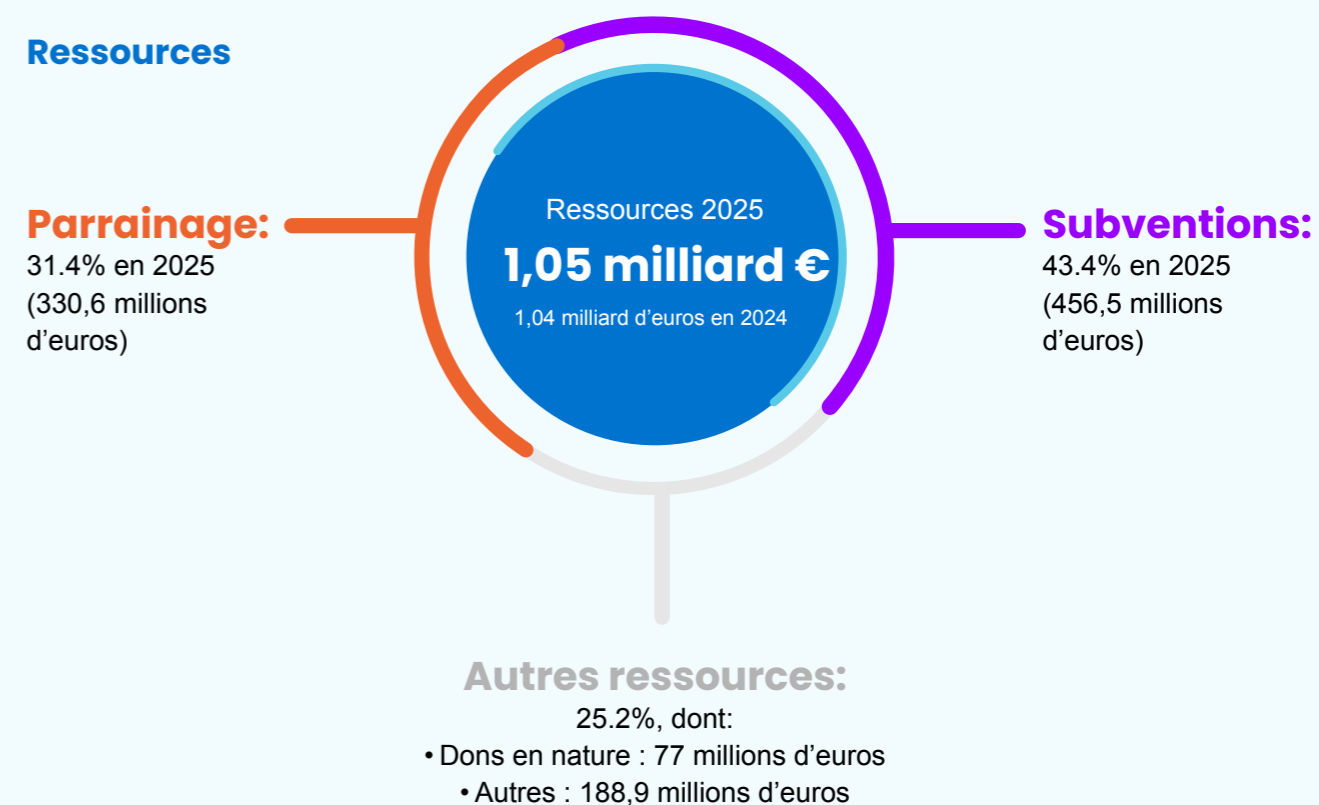 Ressources
Parrainage:
31.4% en 2025
(330,6 millions
d’euros)
Ressources 2025
1,05 milliard €
1,04 milliard d’euros en 2024
Subventions:
43.4% en 2025
(456,5 millions
d’euros)
Autres ressources:
25.2%, dont:
• Dons en nature : 77 millions d’euros
• Autres : 188,9 millions d’euros